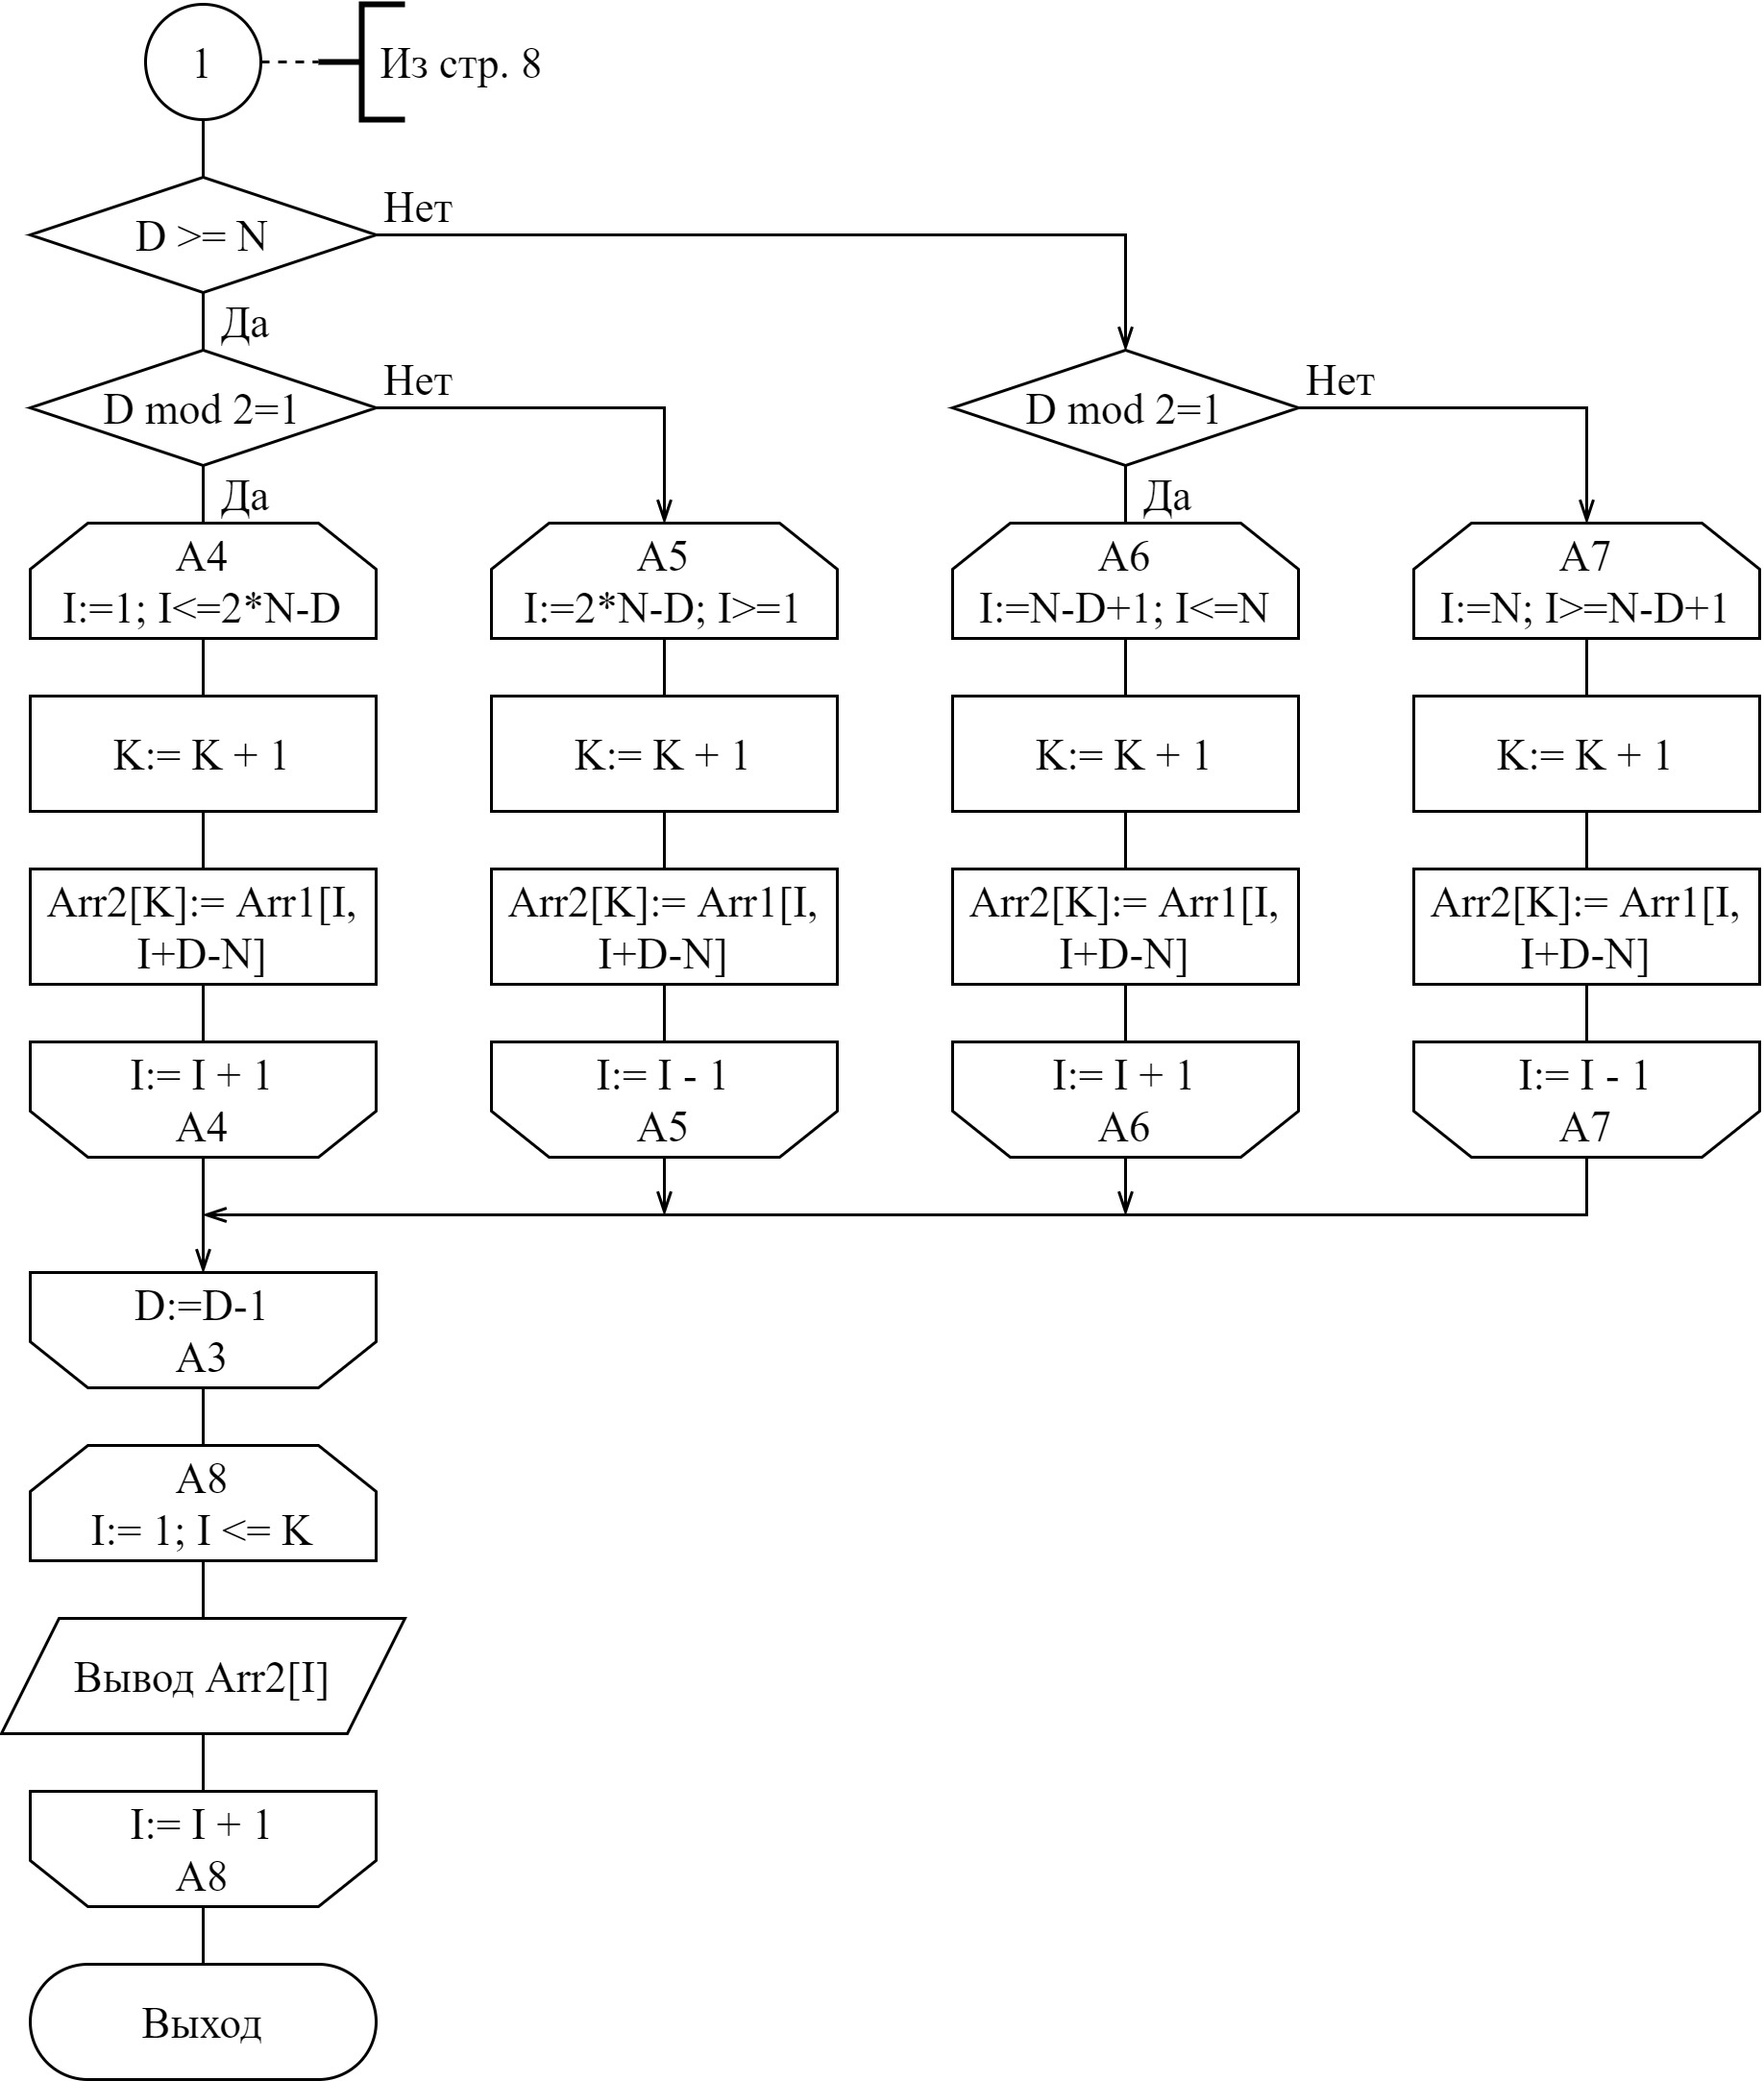 1
Из стр. 8
D >= N
Нет
Да
D mod 2=1
Нет
D mod 2=1
Нет
Да
Да
A4
I:=1; I<=2*N-D
A5
I:=2*N-D; I>=1
A6
I:=N-D+1; I<=N
A7
I:=N; I>=N-D+1
K:= K + 1
K:= K + 1
K:= K + 1
K:= K + 1
Arr2[K]:= Arr1[I,
I+D-N]
Arr2[K]:= Arr1[I,
I+D-N]
Arr2[K]:= Arr1[I,
I+D-N]
Arr2[K]:= Arr1[I,
I+D-N]
I:= I + 1
A4
I:= I - 1
A5
I:= I + 1
A6
I:= I - 1
A7
D:=D-1
A3
A8
I:= 1; I <= K
Вывод Arr2[I]
I:= I + 1
A8
Выход